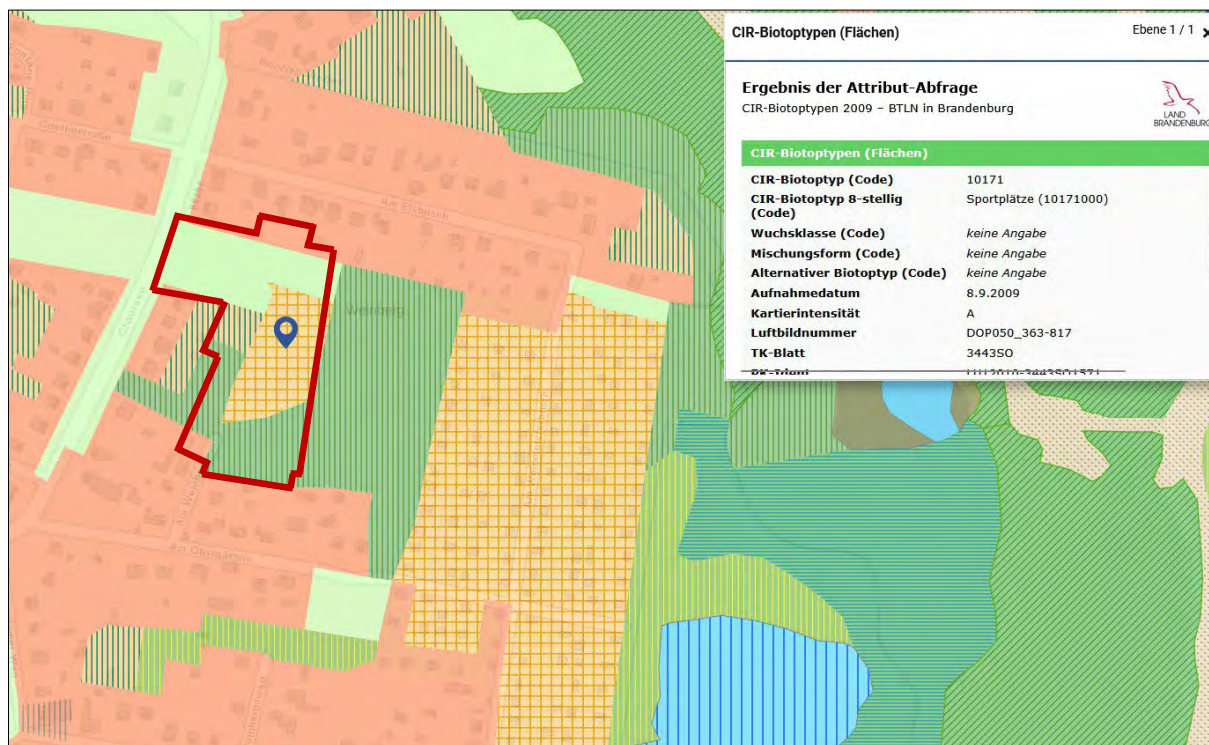 CIR-Biotoptypen (Flächen)
Ebene 1 / 1
Ergebnis der Attribut-Abfrage
CIR-Biotoptypen 2009 – BTLN in Brandenburg
LAND
BRANDENBURG
CIR-Biotoptypen (Flächen)
CIR-Biotoptyp (Code) 10171
CIR-Biotoptyp 8-stellig Sportplätze (10171000)
(Code)
Wuchsklasse (Code) keine Angabe
Mischungsform (Code) keine Angabe
Alternativer Biotoptyp (Code) keine Angabe
Aufnahmedatum 8.9.2009
Kartierintensität A
Luftbildnummer DOP050_363-817
TK-Blatt 3443SO
Goethestraße
Am Elsbusch
Weinberg
Am Obstgarten